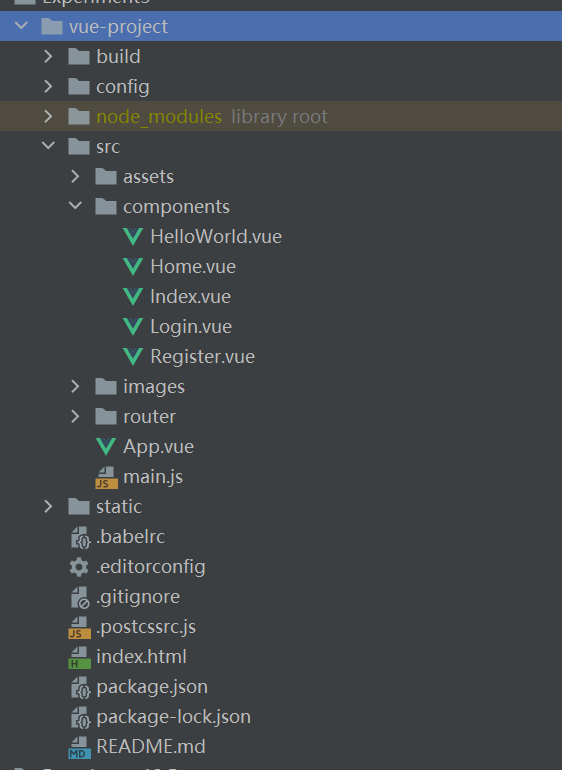 vue-project
build
config
node_modules library root
src
assets
components
HelloWorld.vue
Home.vue
Index.vue
Login.vue
Register.vue
images
router
App.vue
JS main.js
static
.babelrc
.editorconfig
.gitignore
JS .postcssrc.js
H index.html
package.json
package-lock.json
MD README.md